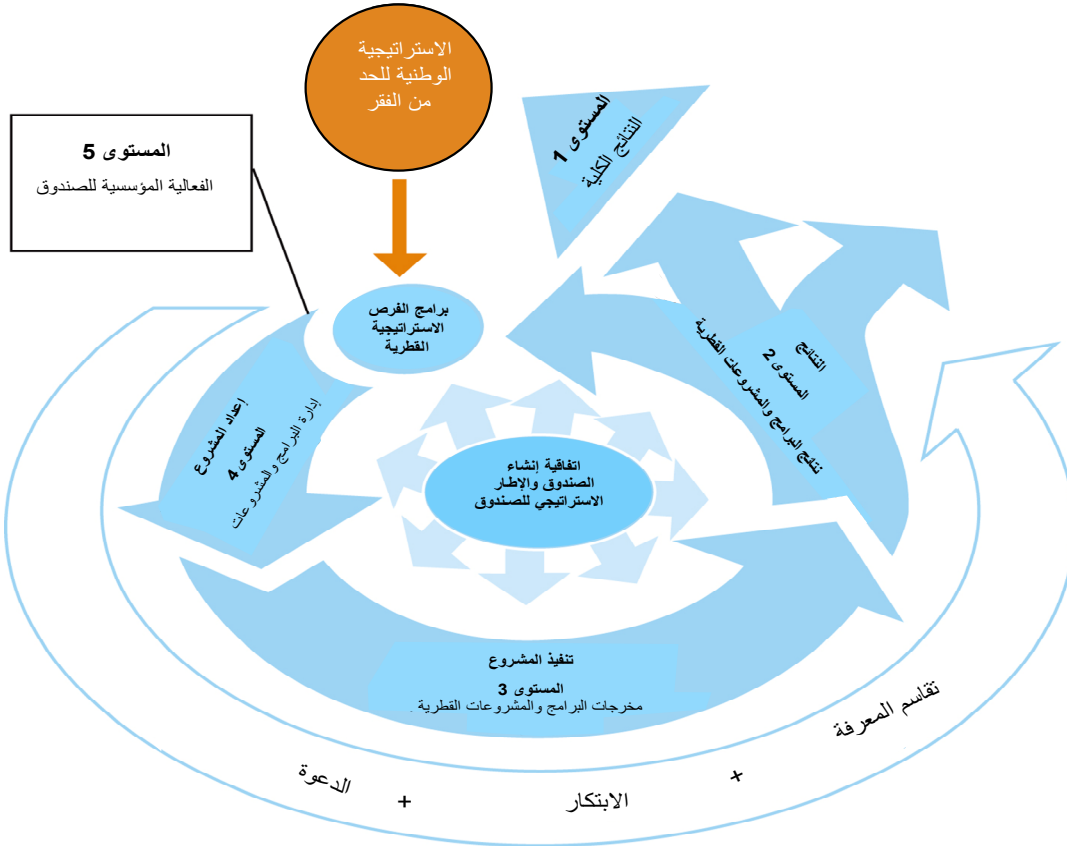 الاستراتيجية
الوطنية للحد
من الفقر
المستوى 5
الفعالية المؤسسية للصندوق
المستوى 1
النتائج الكلية
برامج الفرص
الاستراتيجية
القطرية
النتائج
المستوى 2
نتائج البرامج والمشروعات القطرية
إعداد المشروع
المستوى 4
إدارة البرامج والمشروعات
اتفاقية إنشاء
الصندوق والإطار
الاستراتيجي للصندوق
تنفيذ المشروع
المستوى 3
مخرجات البرامج والمشروعات القطرية .
تقاسم المعرفة
+
الابتكار
+
الدعوة